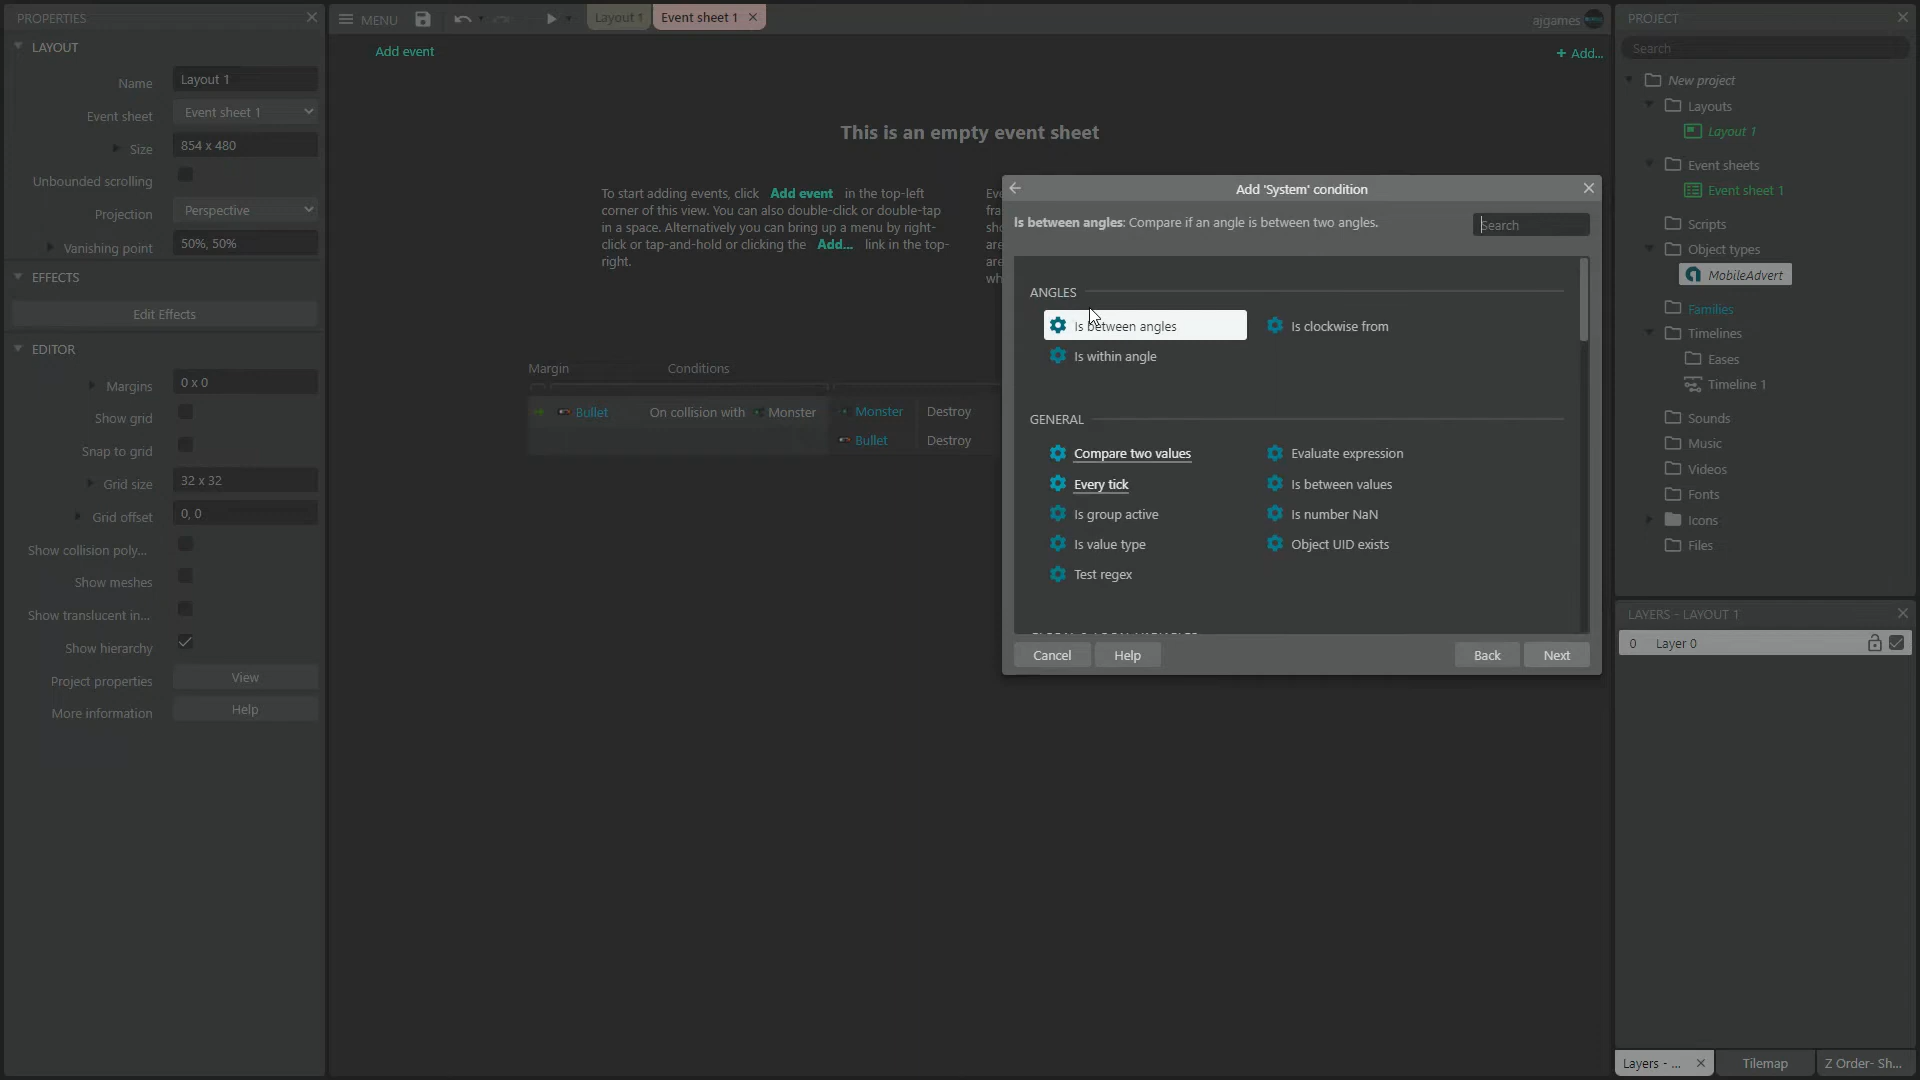 PROPERTIES
LAYOUT
Name
Layout 1
Event sheet
Event sheet 1
Size
854 x 480
Unbounded scrolling
Projection
Perspective
Vanishing point
50%, 50%
EFFECTS
Edit Effects
EDITOR
Margins
0 x 0
Show grid
Snap to grid
Grid size
32 x 32
Grid offset
0, 0
Show collision poly...
Show meshes
Show translucent in...
Show hierarchy
Project properties
View
More information
Help
MENU
Layout 1
Event sheet 1
ajgames
Add event
Add...
This is an empty event sheet
To start adding events, click Add event in the top-left
corner of this view. You can also double-click or double-tap
in a space. Alternatively you can bring up a menu by right-
click or tap-and-hold or clicking the Add... link in the top-
right.
Margin
Conditions
Bullet
On collision with Monster
Monster
Destroy
Bullet
Destroy
Add 'System' condition
Is between angles: Compare if an angle is between two angles.
Search
ANGLES
Is between angles
Is clockwise from
Is within angle
GENERAL
Compare two values
Evaluate expression
Every tick
Is between values
Is group active
Is number NaN
Is value type
Object UID exists
Test regex
Cancel
Help
Back
Next
PROJECT
Search
New project
Layouts
Layout 1
Event sheets
Event sheet 1
Scripts
Object types
MobileAdvert
Families
Timelines
Eases
Timeline 1
Sounds
Music
Videos
Fonts
Icons
Files
LAYERS - LAYOUT 1
0
Layer 0
Layers - ...
Tilemap
Z Order- Sh...